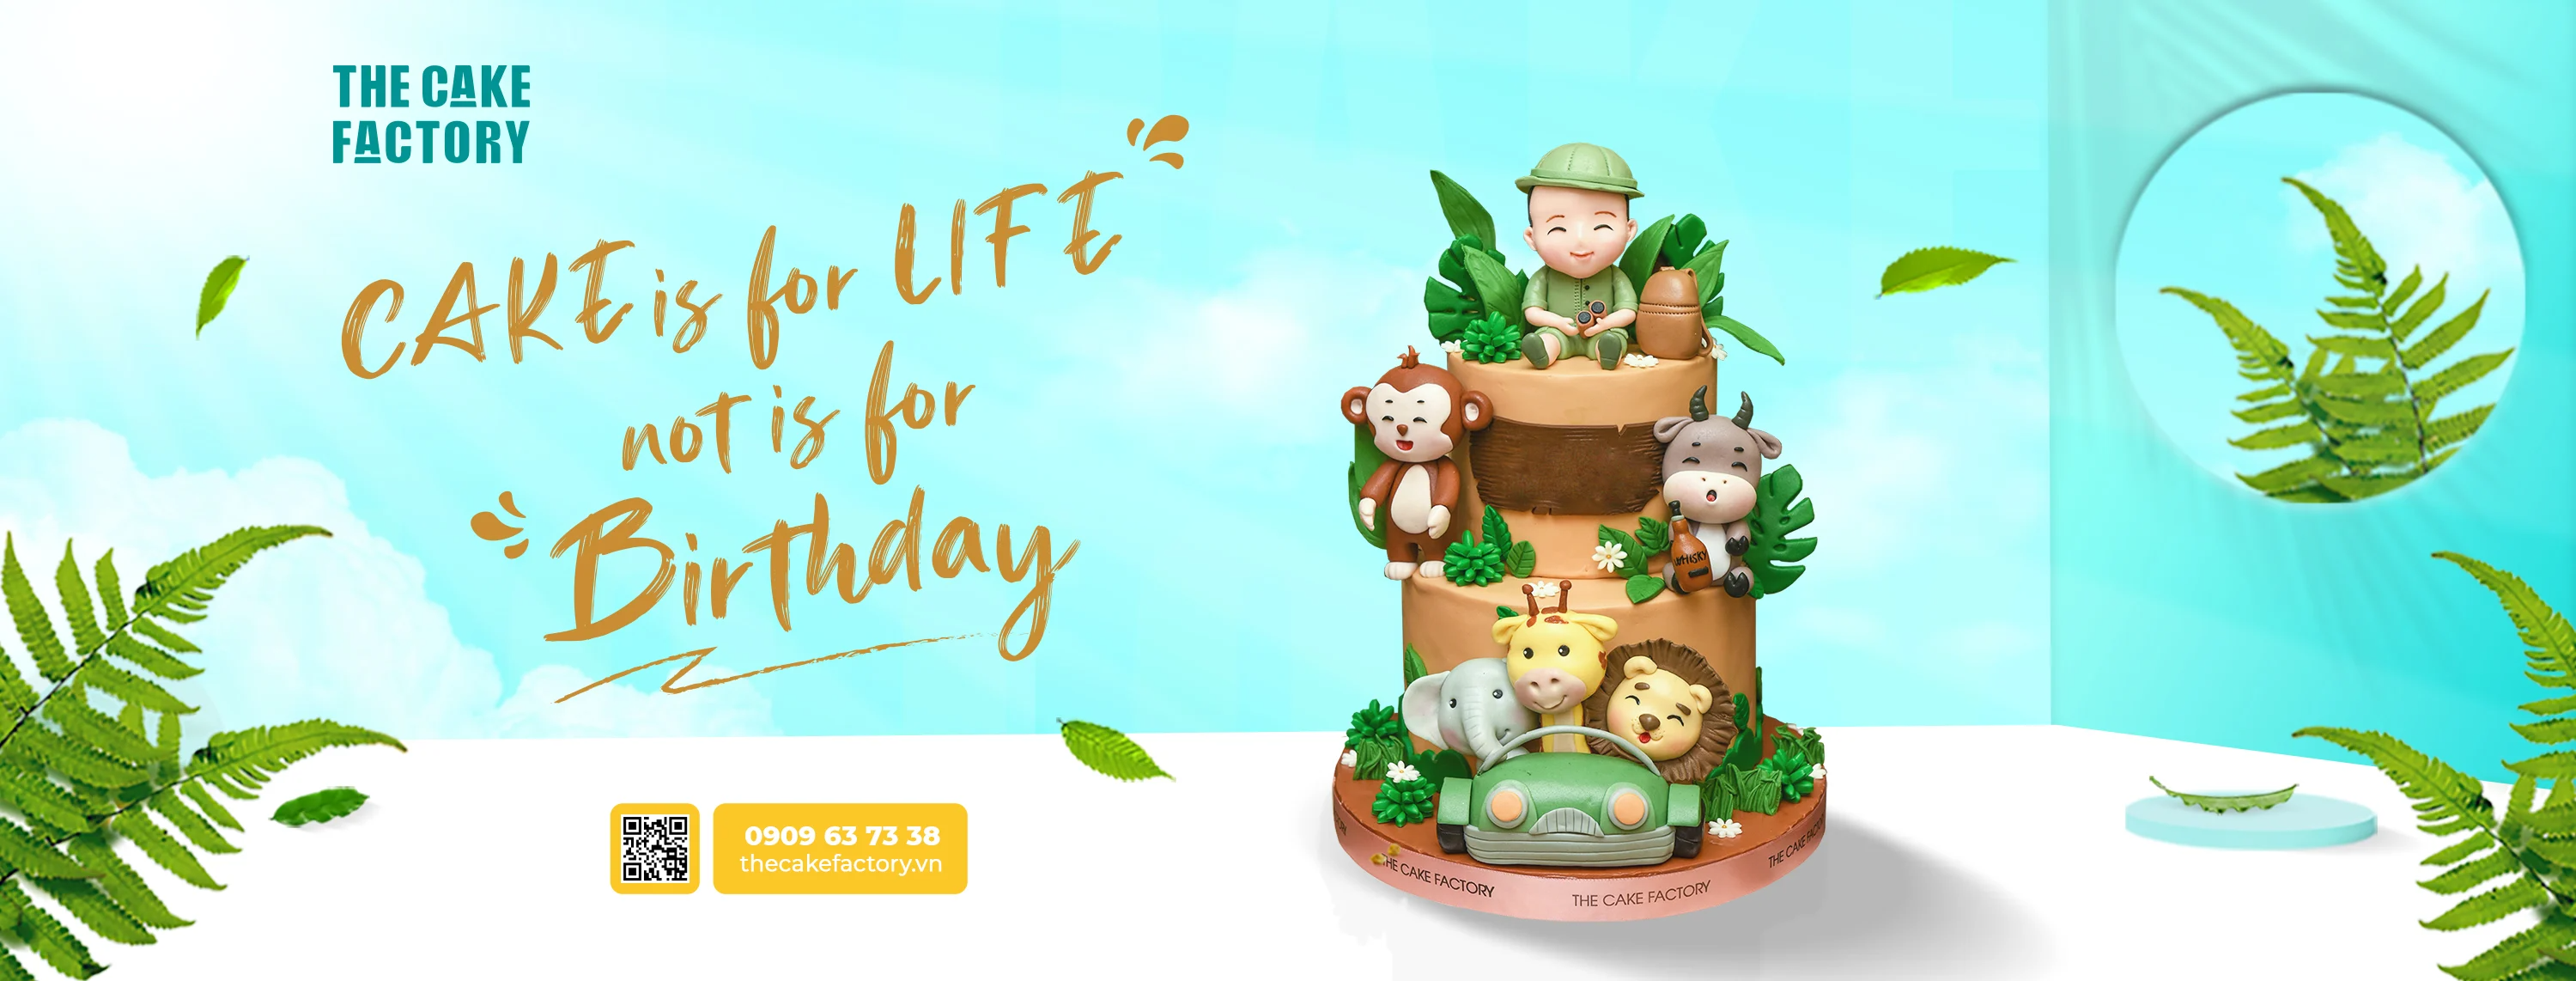 THE CAKE
FACTORY
CAKE is for LIFE
not is for
Birthday
0909 63 73 38
thecakefactory.vn
WHISKY
THE CAKE FACTORY
THE CAKE FACTORY